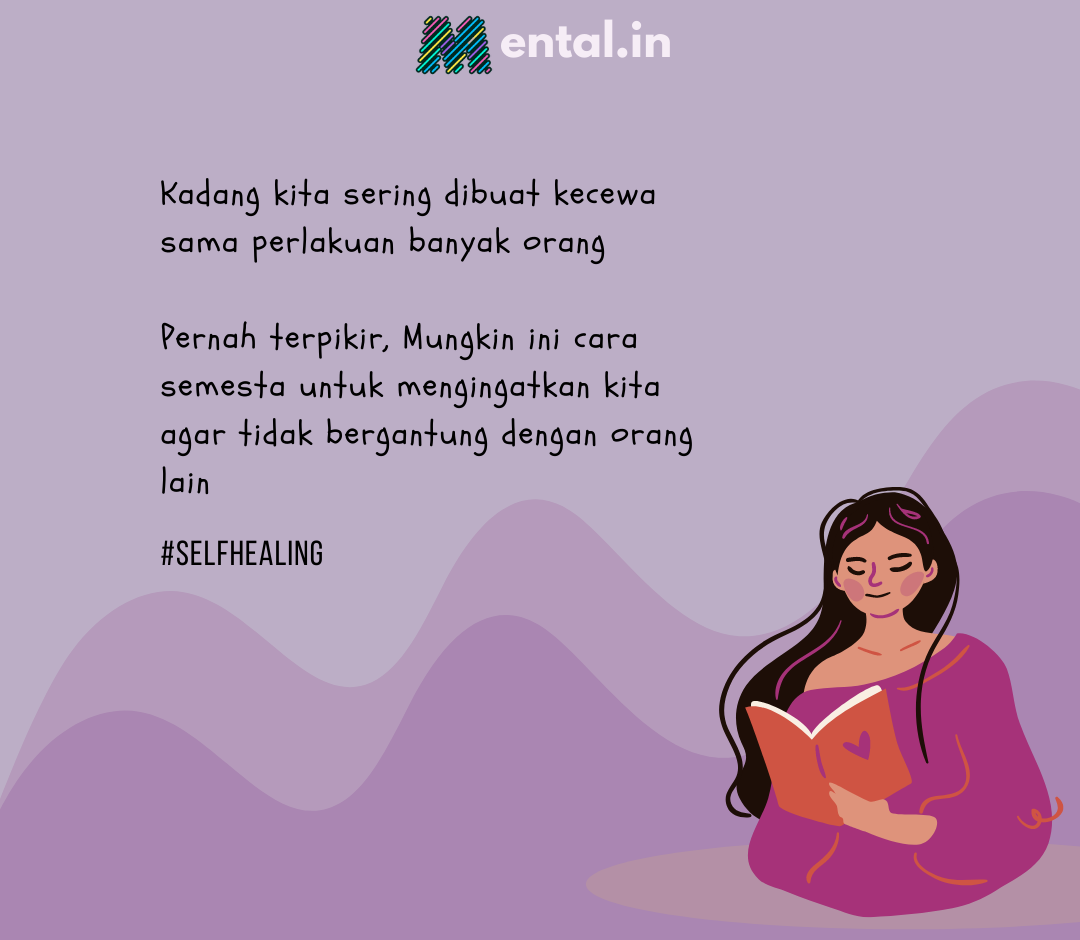 Mental.in
Kadang kita sering dibuat kecewa
sama perlakuan banyak orang
Pernah terpikir, Mungkin ini cara
semesta untuk mengingatkan kita
agar tidak bergantung dengan orang
lain
#SELFHEALING